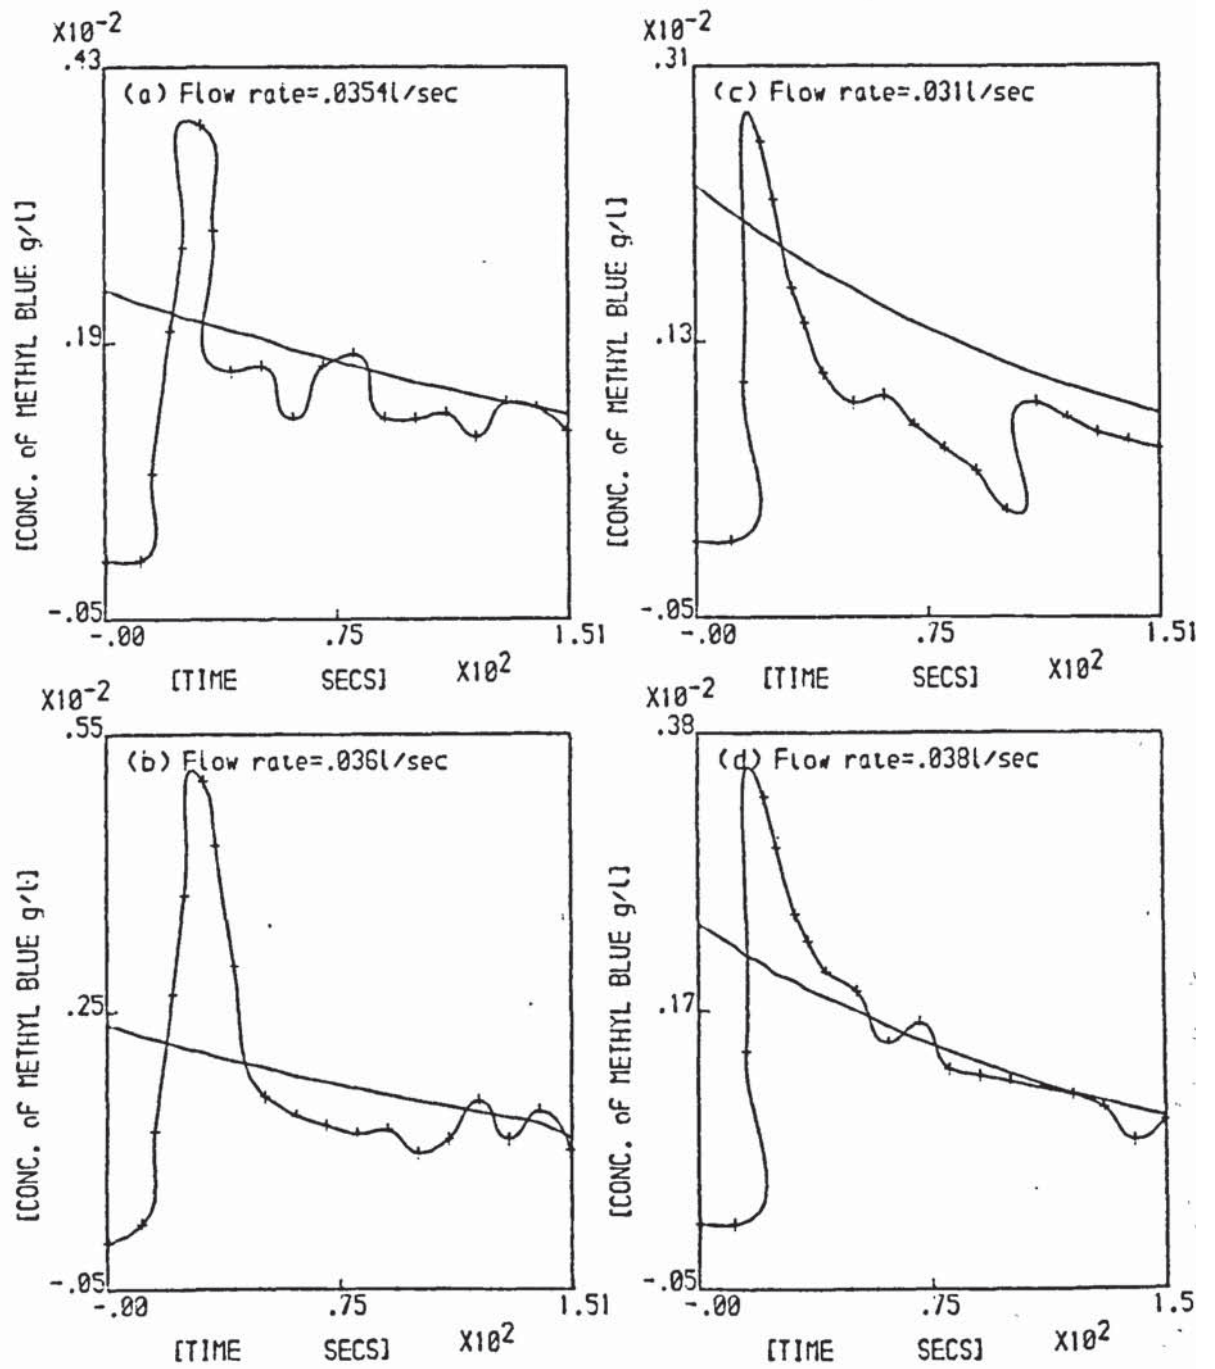 X10⁻²
.43
(a) Flow rate=.0354l/sec
.19
-.05
-.00 .75 1.51
[TIME SECS] X10²
[CONC. of METHYL BLUE g/l]
X10⁻²
.31
(c) Flow rate=.031l/sec
.13
-.05
-.00 .75 1.51
[TIME SECS] X10²
[CONC. of METHYL BLUE g/l]
X10⁻²
.55
(b) Flow rate=.036l/sec
.25
-.05
-.00 .75 1.51
[TIME SECS] X10²
[CONC. of METHYL BLUE g/l]
X10⁻²
.38
(d) Flow rate=.038l/sec
.17
-.05
-.00 .75 1.5
[TIME SECS] X10²
[CONC. of METHYL BLUE g/l]